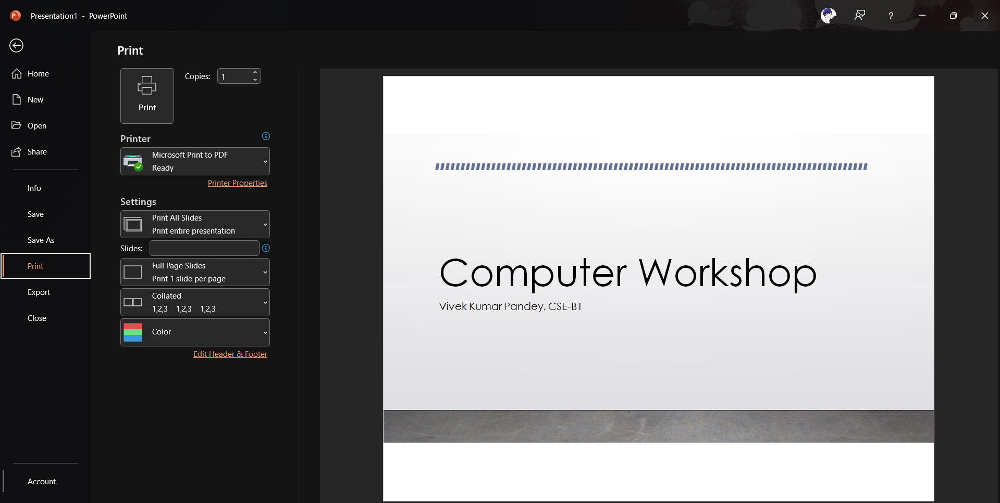 Presentation1 - PowerPoint
?
Home
New
Open
Share
Info
Save
Save As
Print
Export
Close
Account
Print
Print
Copies: 1
Printer
Microsoft Print to PDF
Ready
Printer Properties
Settings
Print All Slides
Print entire presentation
Slides:
Full Page Slides
Print 1 slide per page
Collated
1,2,3 1,2,3 1,2,3
Color
Edit Header & Footer
Computer Workshop
Vivek Kumar Pandey, CSE-B1